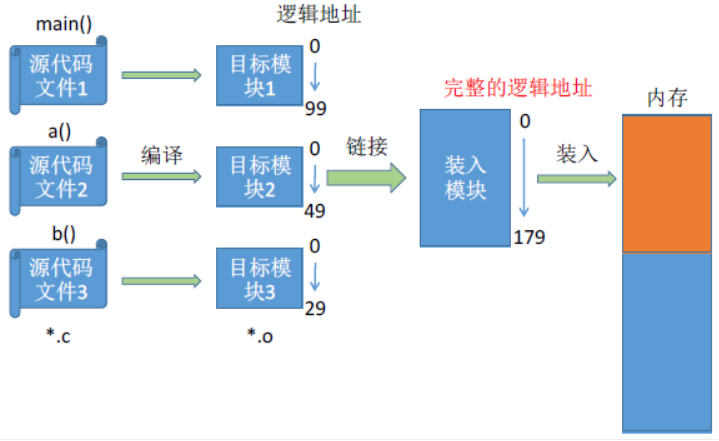 逻辑地址
main()
源代码
文件1
目标模
块1
0
99
a()
源代码
文件2
编译
目标模
块2
0
49
链接
b()
源代码
文件3
目标模
块3
0
29
*.c
*.o
完整的逻辑地址
装入
模块
0
179
装入
内存